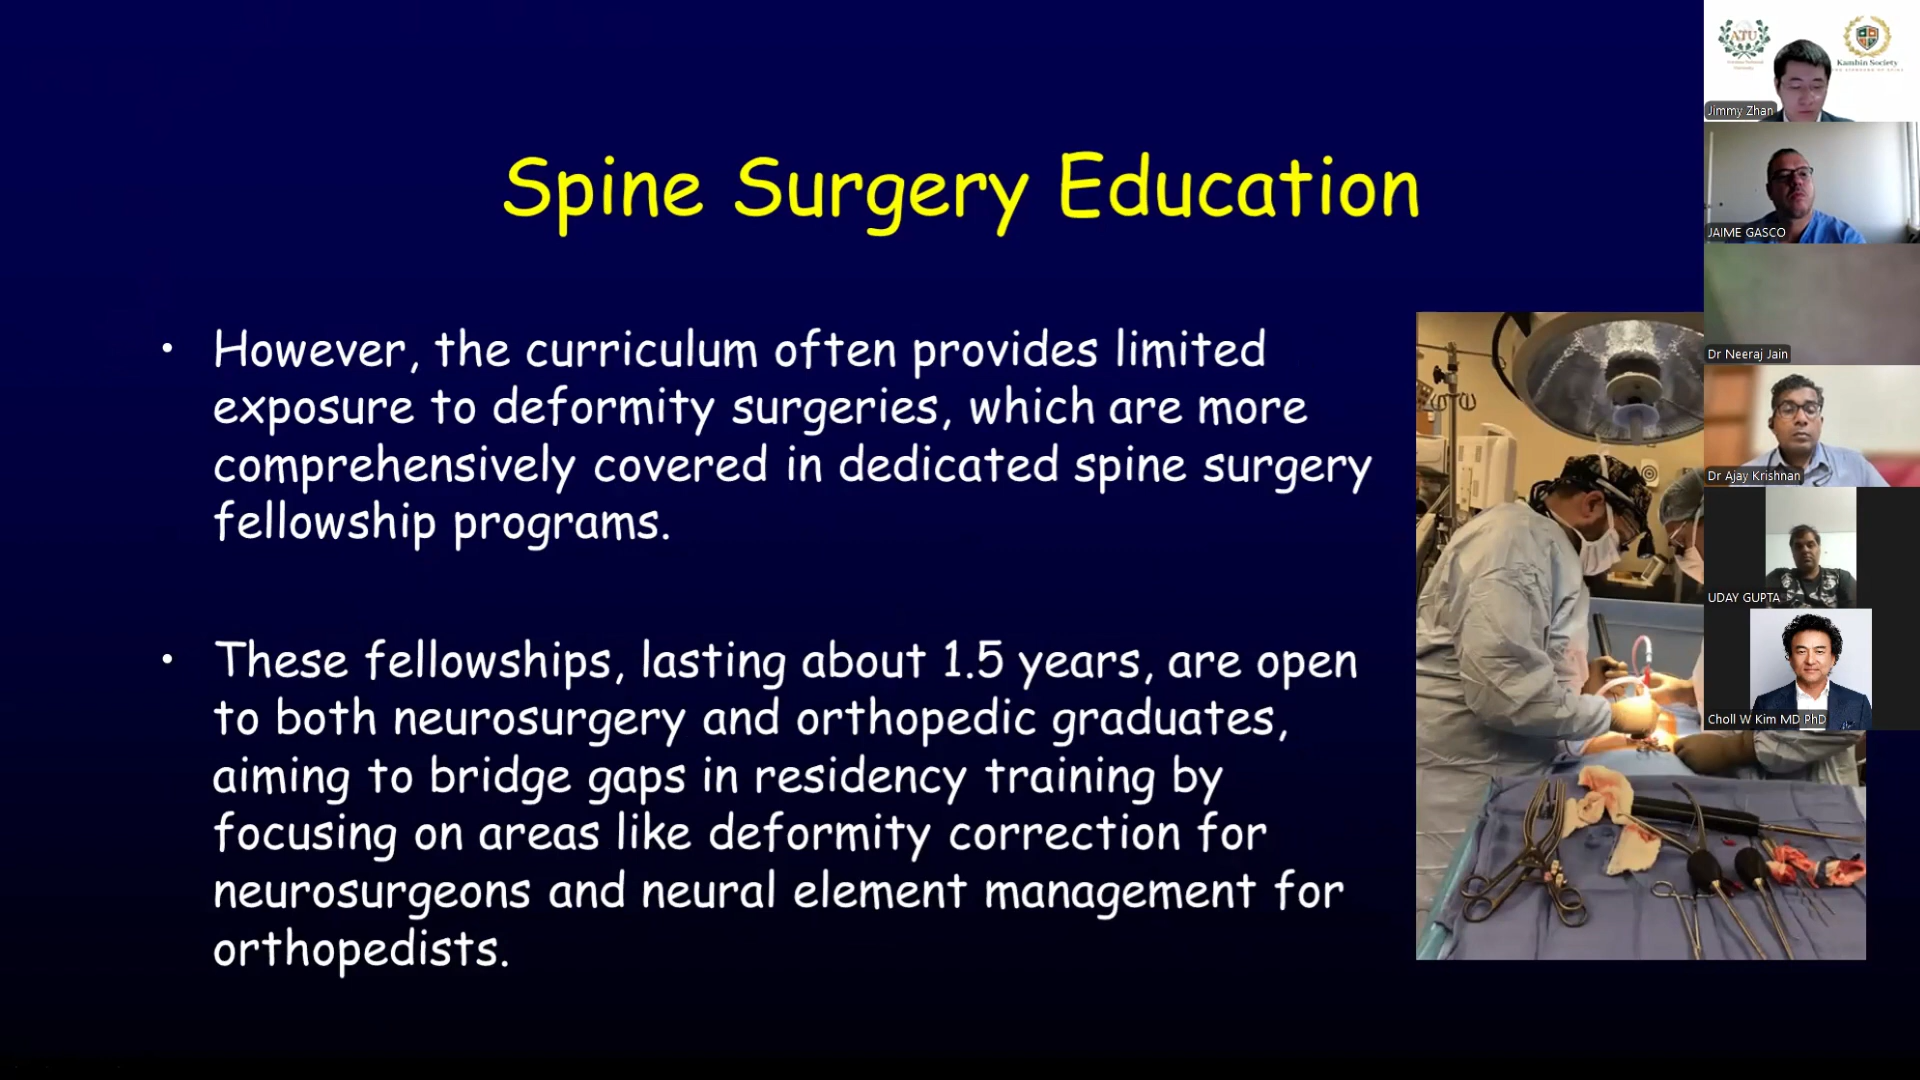 Spine Surgery Education
• However, the curriculum often provides limited
exposure to deformity surgeries, which are more
comprehensively covered in dedicated spine surgery
fellowship programs.
• These fellowships, lasting about 1.5 years, are open
to both neurosurgery and orthopedic graduates,
aiming to bridge gaps in residency training by
focusing on areas like deformity correction for
neurosurgeons and neural element management for
orthopedists.
ATU
Kambin Society
Jimmy Zhan
JAIME GASCO
Dr Neeraj Jain
Dr Ajay Krishnan
UDAY GUPTA
Choll W Kim MD PhD